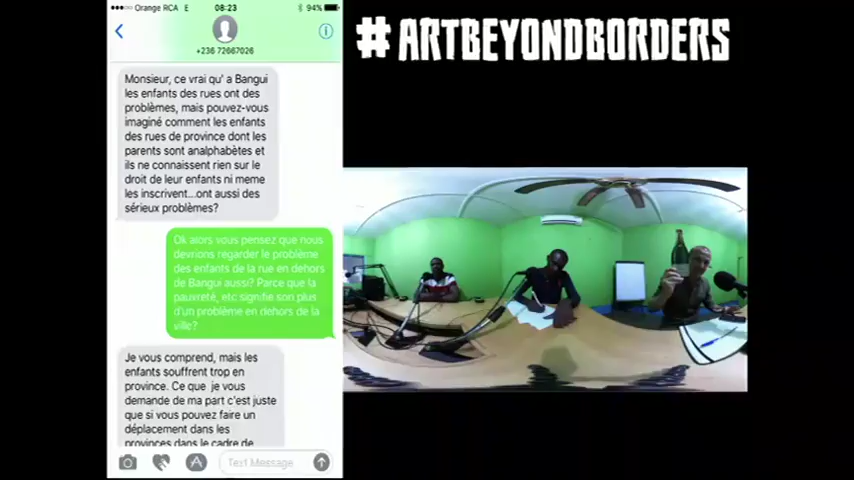 Orange RCA E 08:23 94%
+236 72667026
#ARTBEYONDBORDERS
Monsieur, ce vrai qu' a Bangui
les enfants des rues ont des
problèmes, mais pouvez-vous
imaginé comment les enfants
des rues de province dont les
parents sont analphabètes et
ils ne connaissent rien sur le
droit de leur enfants ni meme
les inscrivent...ont aussi des
sérieux problèmes?
Ok alors vous pensez que nous
devrions regarder le problème
des enfants de la rue en dehors
de Bangui aussi? Parce que la
pauvreté, etc signifie son plus
d'un problème en dehors de la
ville?
Je vous comprend, mais les
enfants souffrent trop en
province. Ce que je vous
demande de ma part c'est juste
que si vous pouvez faire un
déplacement dans les
provinces dans le cadre de
Text Message